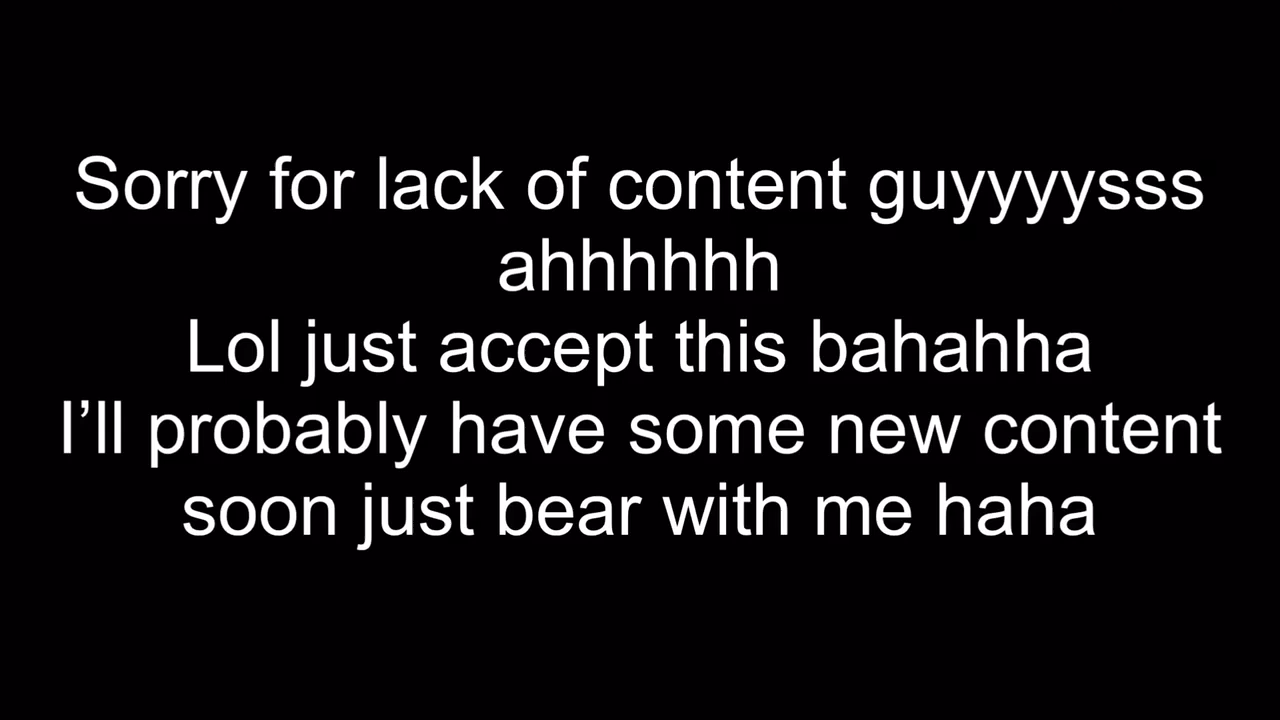 Sorry for lack of content guyyyysss
ahhhhhh
Lol just accept this bahahha
I’ll probably have some new content
soon just bear with me haha